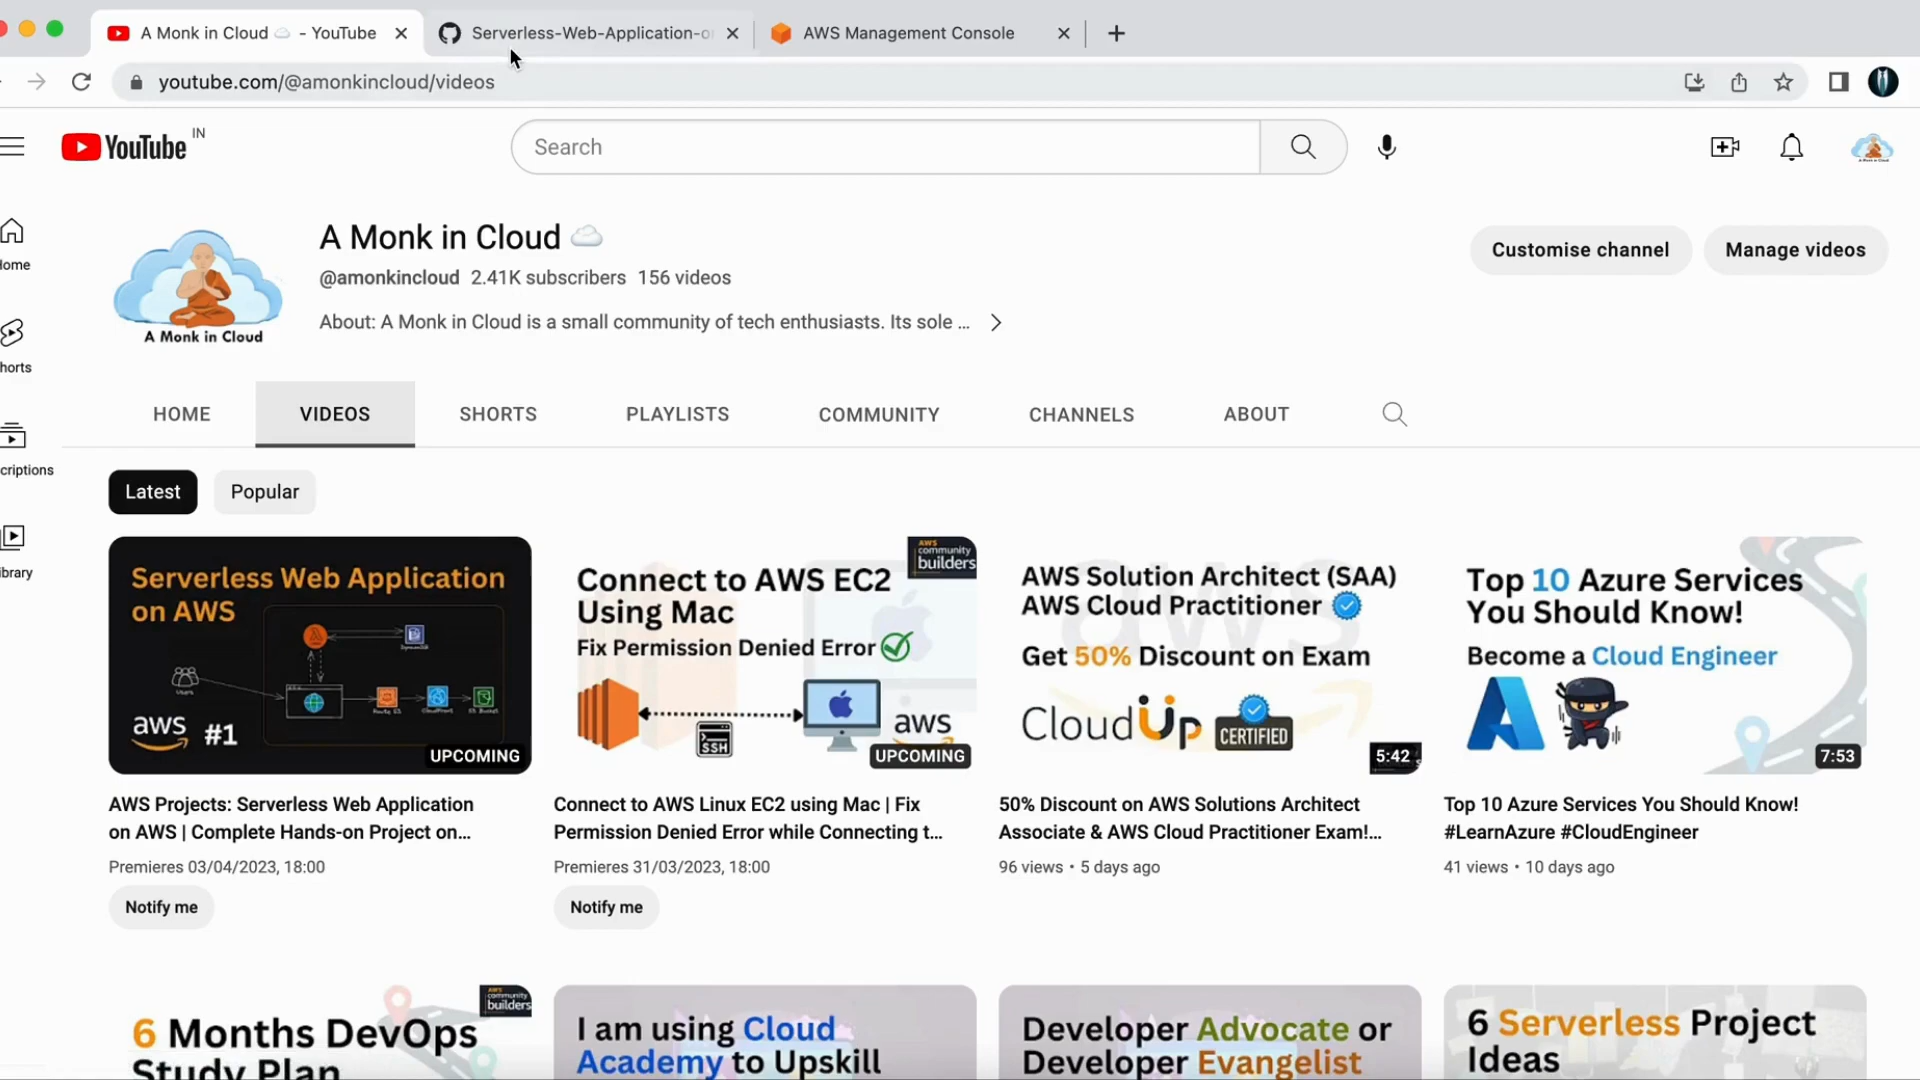 A Monk in Cloud ☁ - YouTube
Serverless-Web-Application-o
AWS Management Console
youtube.com/@amonkincloud/videos
YouTube IN
Search
A Monk in Cloud ☁
@amonkincloud 2.41K subscribers 156 videos
About: A Monk in Cloud is a small community of tech enthusiasts. Its sole ...
A Monk in Cloud
Customise channel
Manage videos
ome
horts
criptions
ibrary
HOME
VIDEOS
SHORTS
PLAYLISTS
COMMUNITY
CHANNELS
ABOUT
Latest
Popular
Serverless Web Application
on AWS
Users
aws #1
UPCOMING
AWS
community
builders
Connect to AWS EC2
Using Mac
Fix Permission Denied Error
SSH
aws
UPCOMING
AWS Solution Architect (SAA)
AWS Cloud Practitioner
Get 50% Discount on Exam
aws
CloudUp
CERTIFIED
5:42
Top 10 Azure Services
You Should Know!
Become a Cloud Engineer
7:53
AWS Projects: Serverless Web Application
on AWS | Complete Hands-on Project on...
Premieres 03/04/2023, 18:00
Notify me
Connect to AWS Linux EC2 using Mac | Fix
Permission Denied Error while Connecting t...
Premieres 31/03/2023, 18:00
Notify me
50% Discount on AWS Solutions Architect
Associate & AWS Cloud Practitioner Exam!...
96 views • 5 days ago
Top 10 Azure Services You Should Know!
#LearnAzure #CloudEngineer
41 views • 10 days ago
AWS
community
builders
6 Months DevOps
Study Plan
I am using Cloud
Academy to Upskill
Developer Advocate or
Developer Evangelist
6 Serverless Project
Ideas